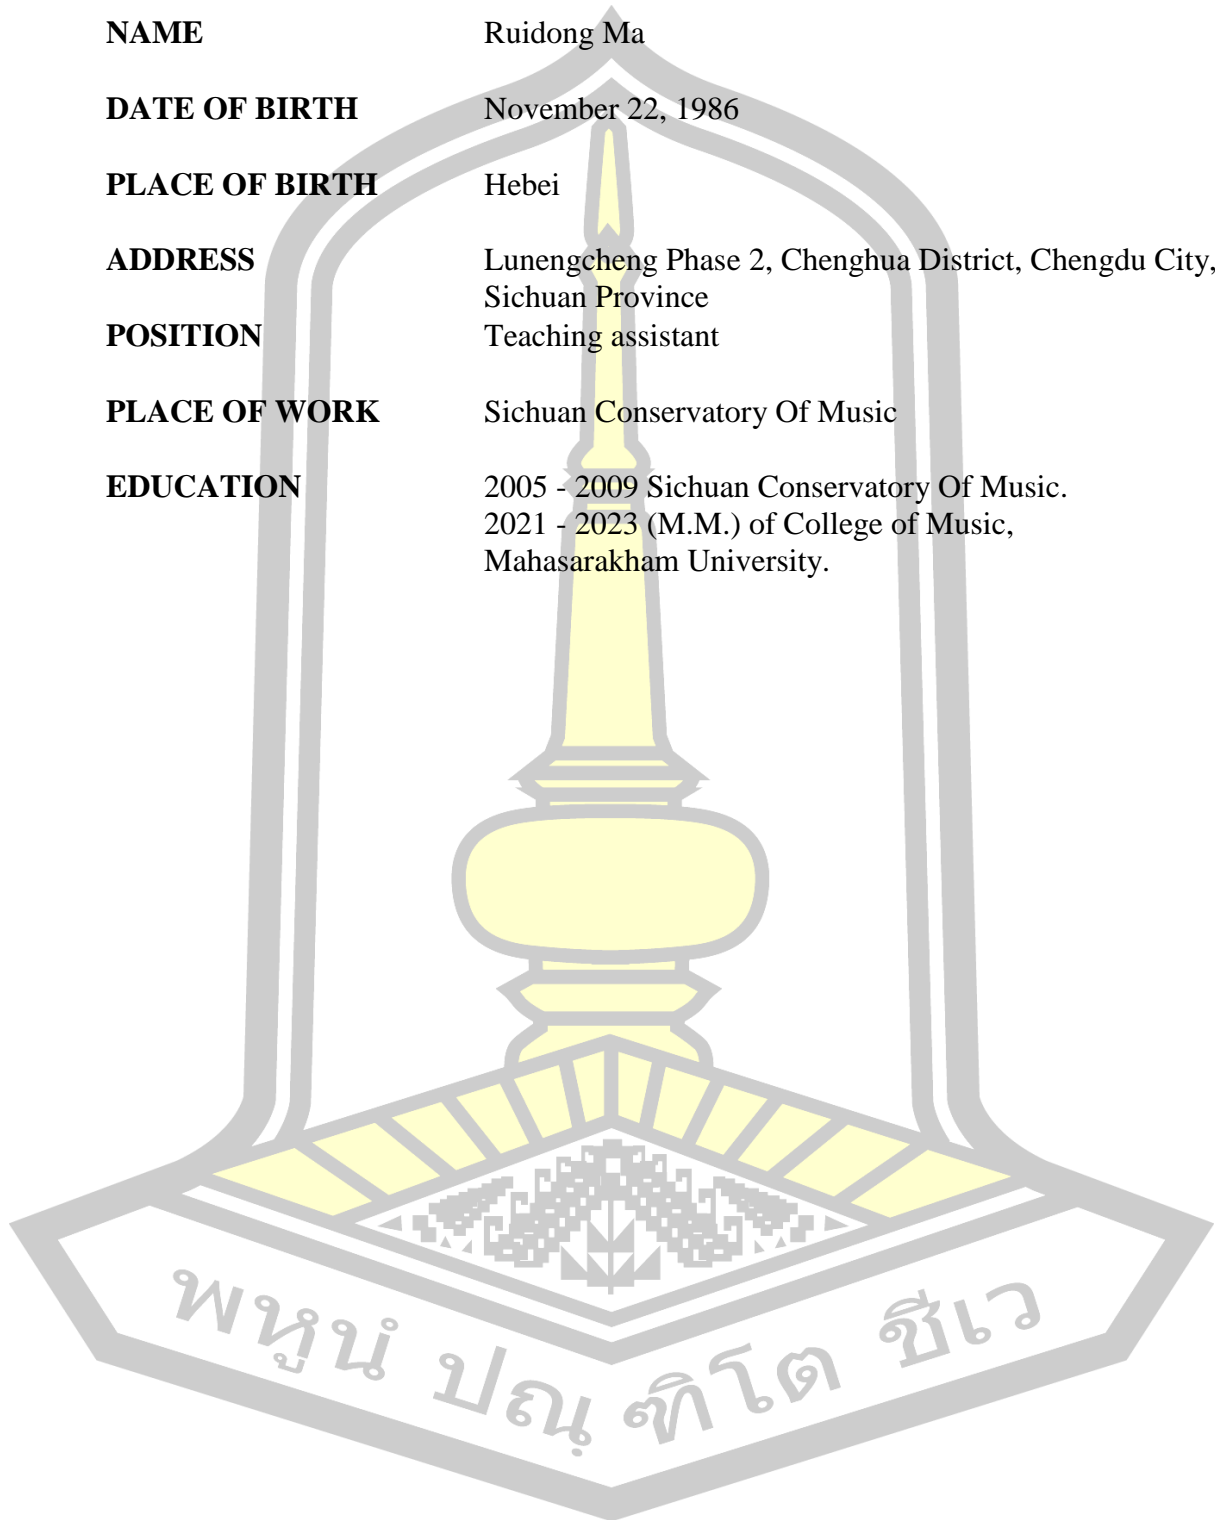 NAME Ruidong Ma
DATE OF BIRTH November 22, 1986
PLACE OF BIRTH Hebei
ADDRESS Lunengcheng Phase 2, Chenghua District, Chengdu City,
Sichuan Province
POSITION Teaching assistant
PLACE OF WORK Sichuan Conservatory Of Music
EDUCATION 2005 - 2009 Sichuan Conservatory Of Music.
2021 - 2023 (M.M.) of College of Music,
Mahasarakham University.
พหูนํ ปณฺฑิโต ชีเว